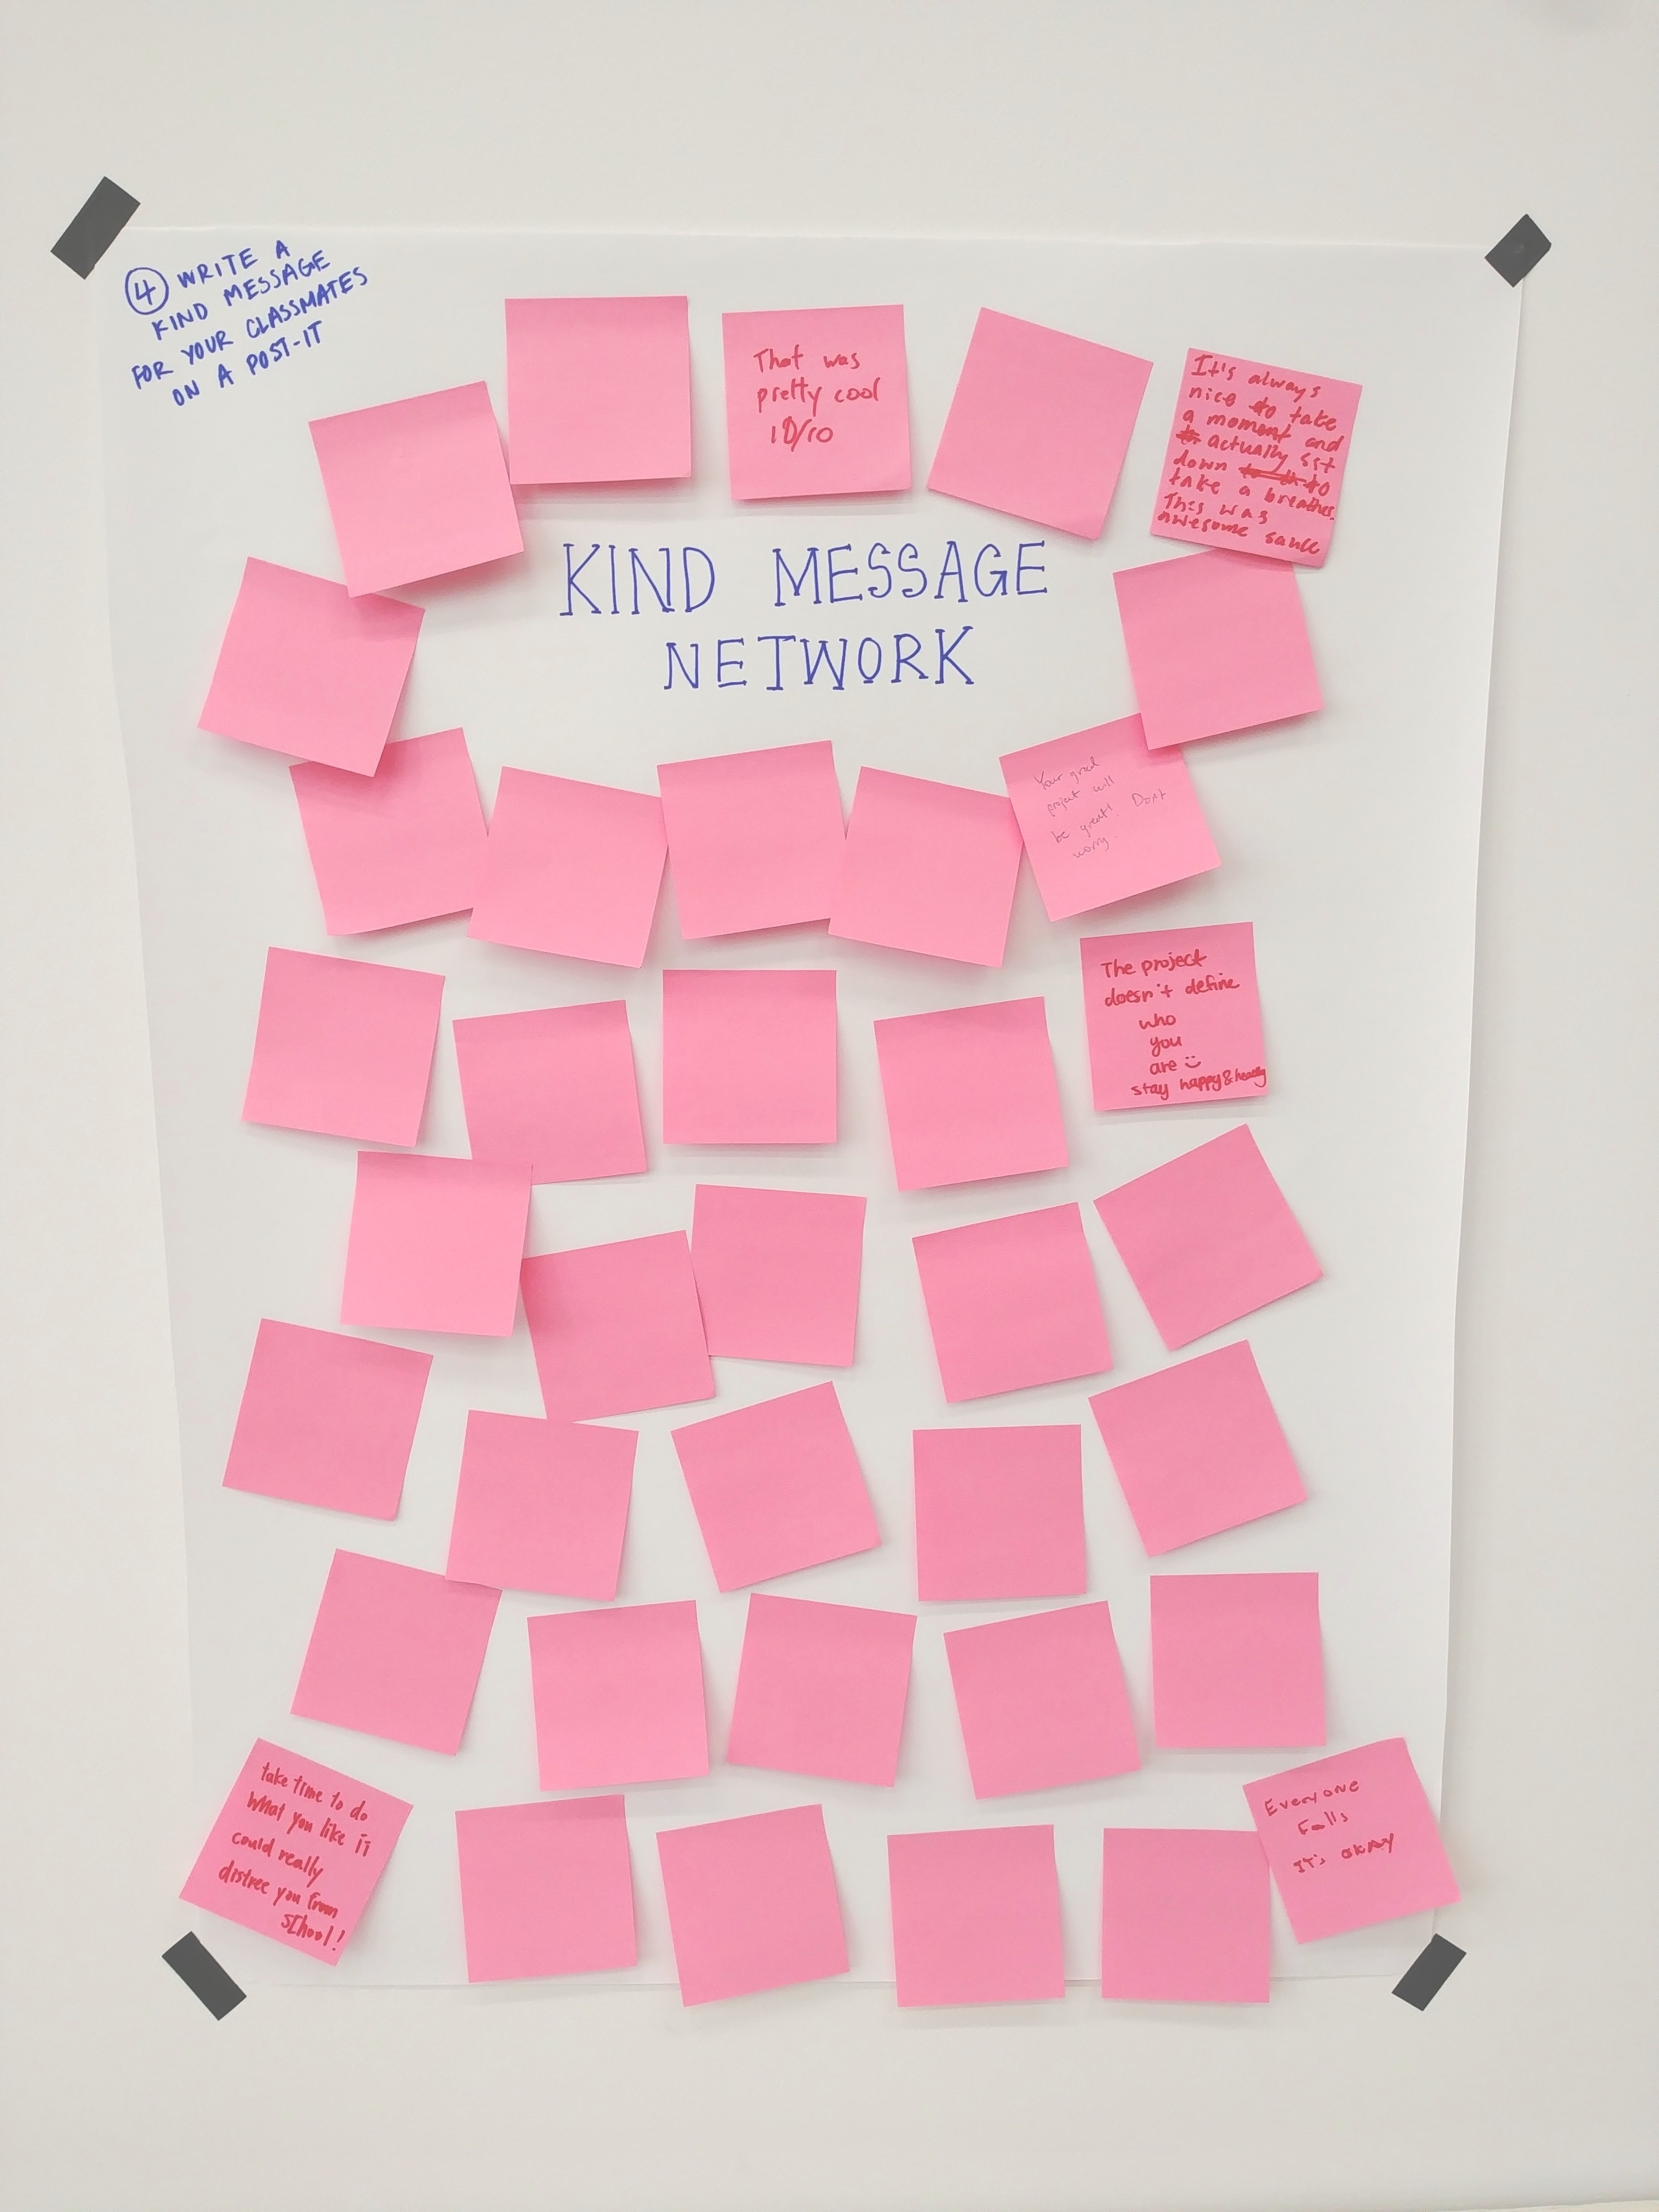 ④ WRITE A
KIND MESSAGE
FOR YOUR CLASSMATES
ON A POST-IT
That was
pretty cool
10/10
It's always
nice to take
a moment and
actually sit
down to
take a breather.
This was
awesome sauce
KIND MESSAGE
NETWORK
Your grad
project will
be great! Dont
worry.
The project
doesn't define
who
you
are :)
stay happy & healthy
take time to do
what you like it
could really
distree you from
school!
Everyone
Falls
IT's okay